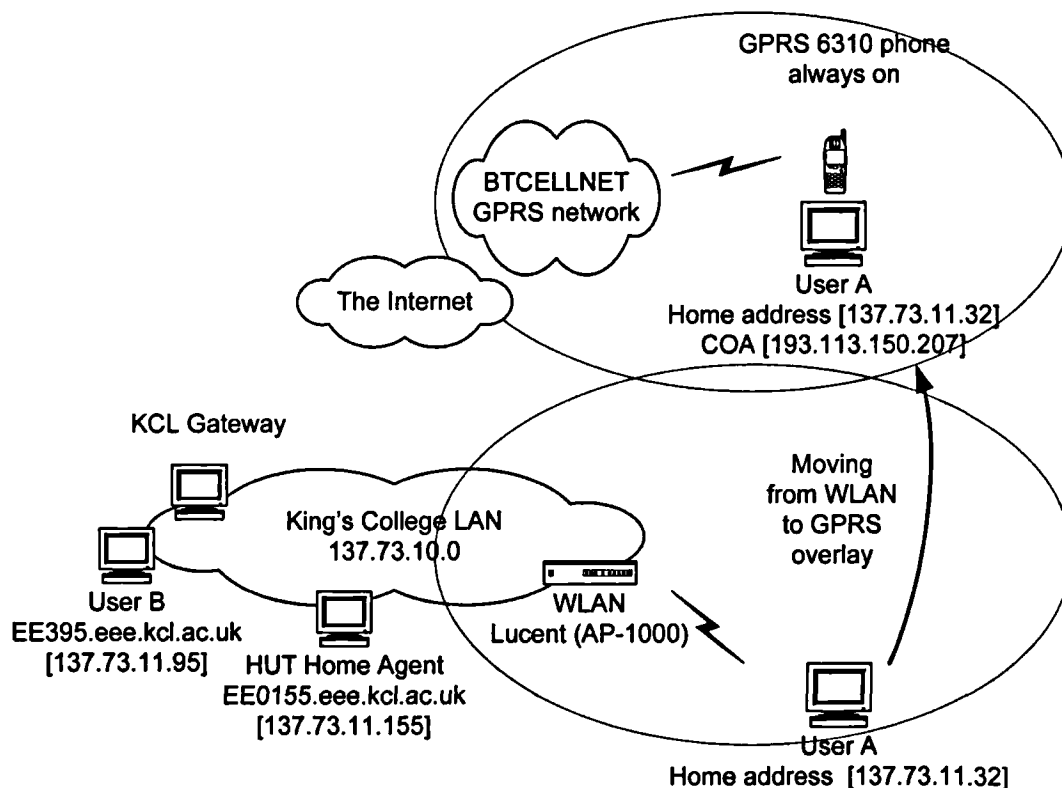 GPRS 6310 phone
always on
BTCELLNET
GPRS network
The Internet
User A
Home address [137.73.11.32]
COA [193.113.150.207]
KCL Gateway
King's College LAN
137.73.10.0
Moving
from WLAN
to GPRS
overlay
User B
EE395.eee.kcl.ac.uk
[137.73.11.95]
HUT Home Agent
EE0155.eee.kcl.ac.uk
[137.73.11.155]
WLAN
Lucent (AP-1000)
User A
Home address [137.73.11.32]